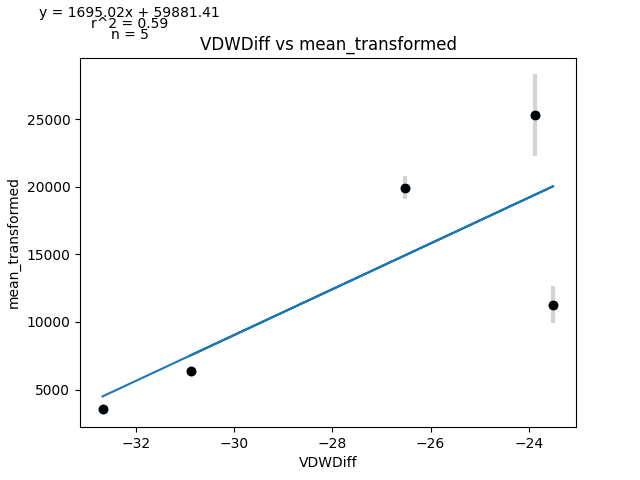 y = 1695.02x + 59881.41
r^2 = 0.59
n = 5
VDWDiff vs mean_transformed
25000
20000
15000
10000
5000
mean_transformed
−32
−30
−28
−26
−24
VDWDiff